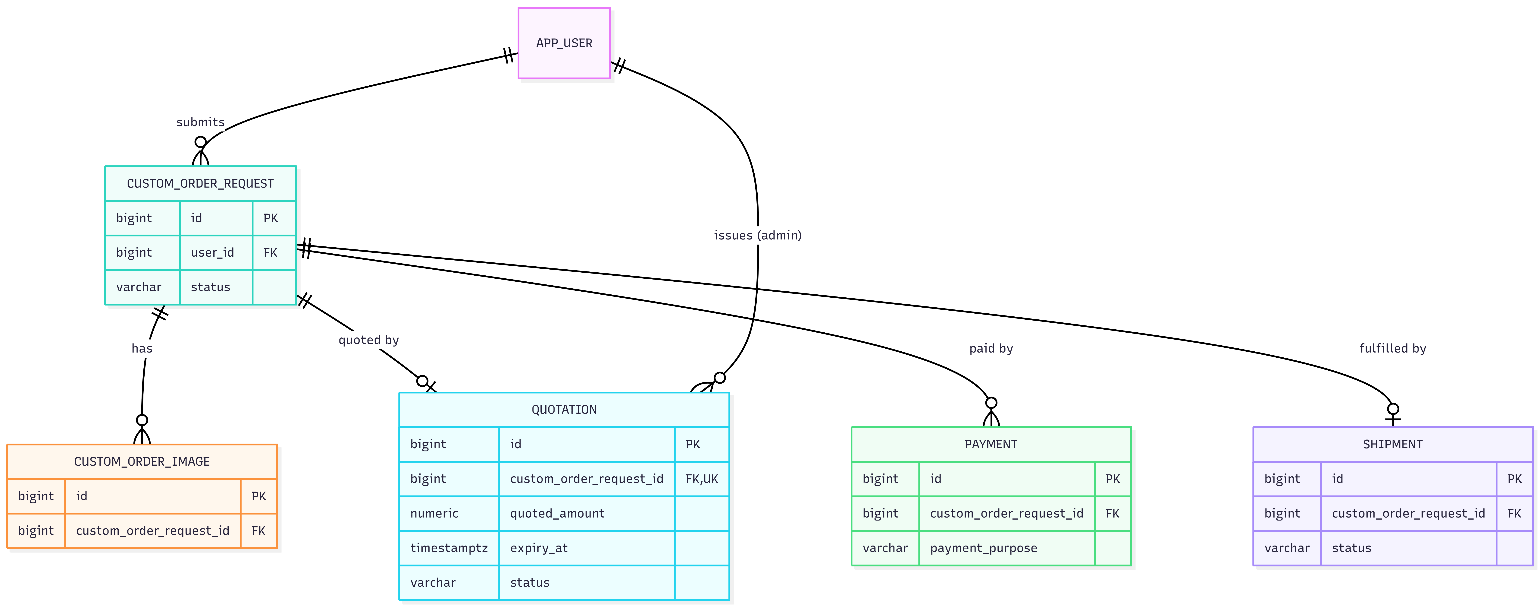 APP_USER
submits
CUSTOM_ORDER_REQUEST
bigint id PK
bigint user_id FK
varchar status
issues (admin)
has
quoted by
paid by
fulfilled by
CUSTOM_ORDER_IMAGE
bigint id PK
bigint custom_order_request_id FK
QUOTATION
bigint id PK
bigint custom_order_request_id FK,UK
numeric quoted_amount
timestamptz expiry_at
varchar status
PAYMENT
bigint id PK
bigint custom_order_request_id FK
varchar payment_purpose
SHIPMENT
bigint id PK
bigint custom_order_request_id FK
varchar status